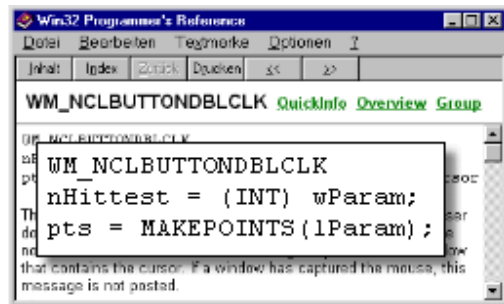 Win32 Programmer's Reference
Datei Bearbeiten Textmarke Optionen ?
Inhalt Index Zurück Drucken << >>
WM_NCLBUTTONDBLCLK QuickInfo Overview Group
WM_NCLBUTTONDBLCLK
WM_NCLBUTTONDBLCLK
nHittest = (INT) wParam;
pts = MAKEPOINTS(lParam);
that contains the cursor. If a window has captured the mouse, this
message is not posted.